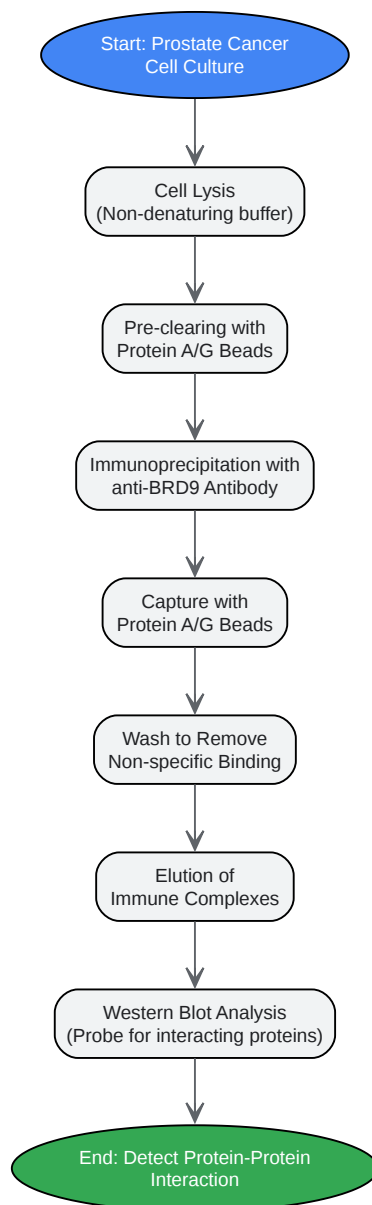 Start: Prostate Cancer
Cell Culture
Cell Lysis
(Non-denaturing buffer)
Pre-clearing with
Protein A/G Beads
Immunoprecipitation with
anti-BRD9 Antibody
Capture with
Protein A/G Beads
Wash to Remove
Non-specific Binding
Elution of
Immune Complexes
Western Blot Analysis
(Probe for interacting proteins)
End: Detect Protein-Protein
Interaction